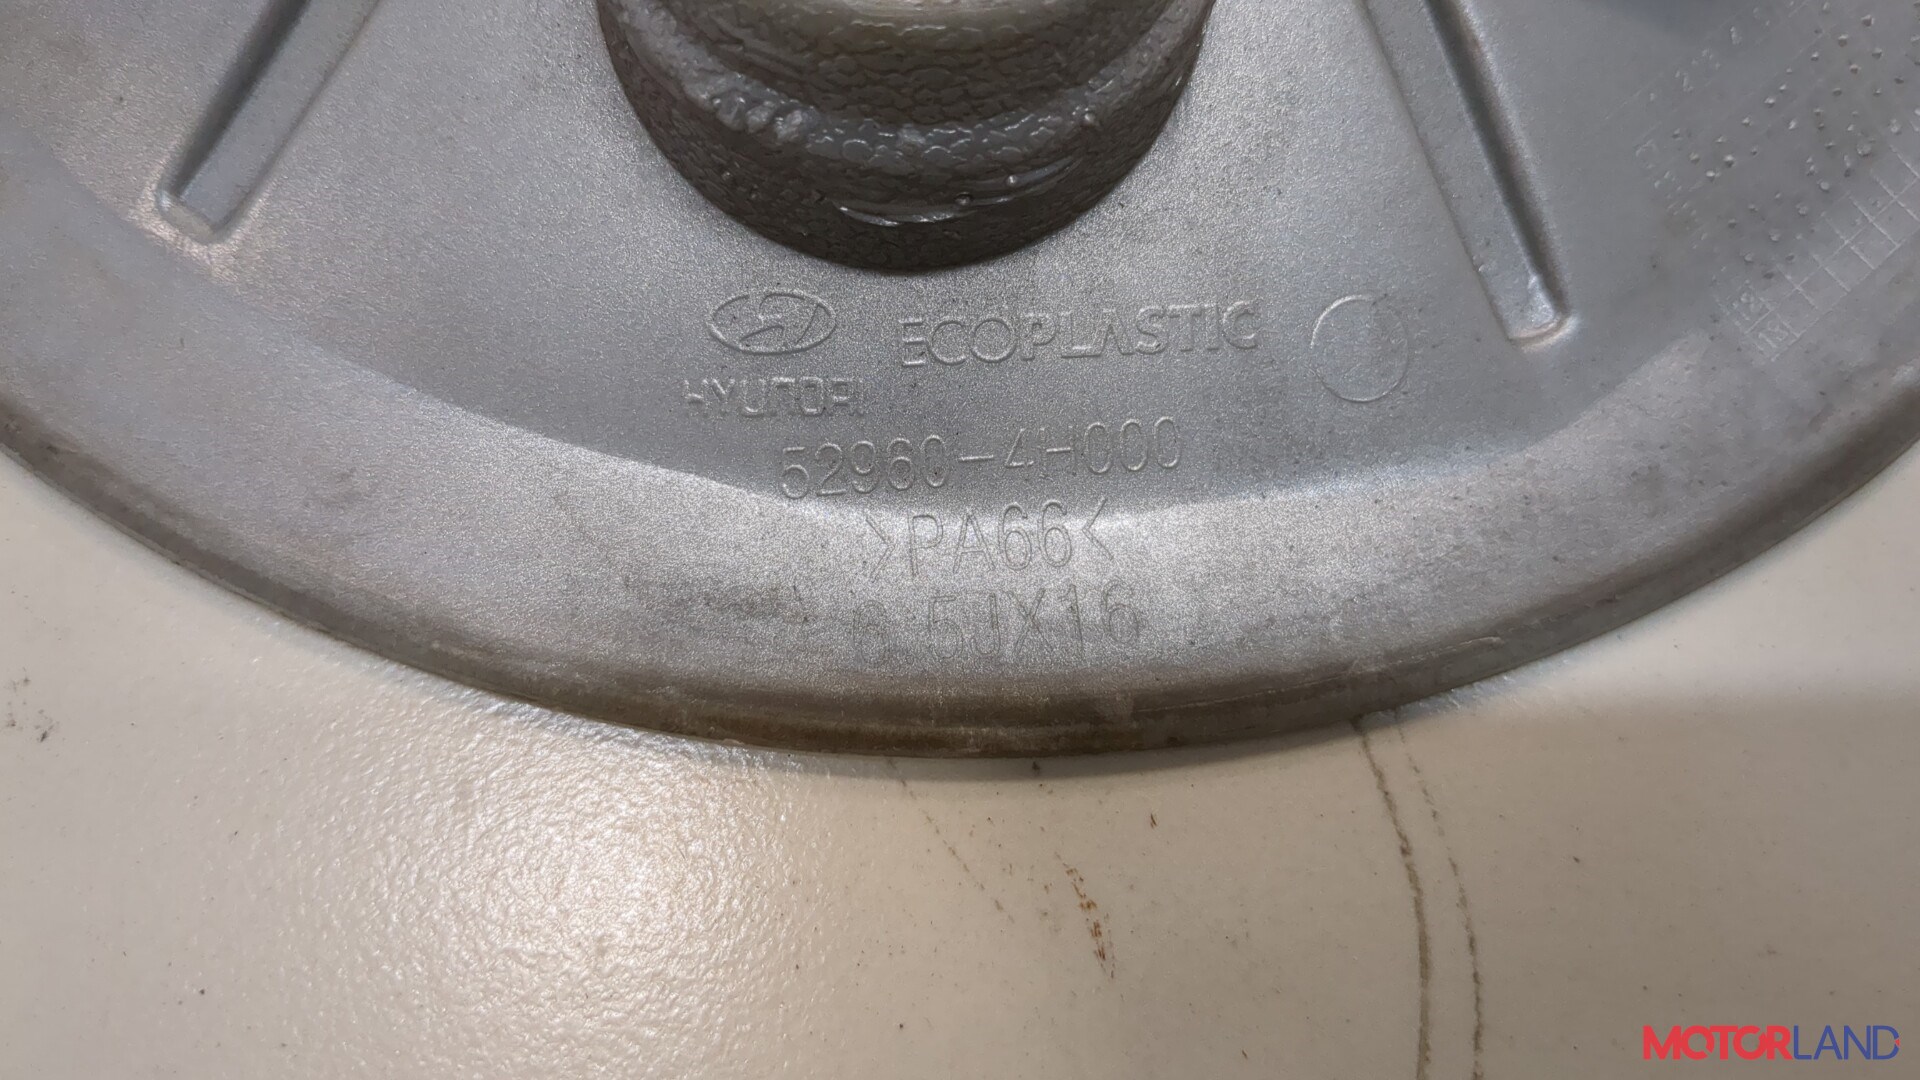 ECOPLASTIC
HYUNDAI
52960-4H000
>PA66<
6.5JX16
MOTORLAND